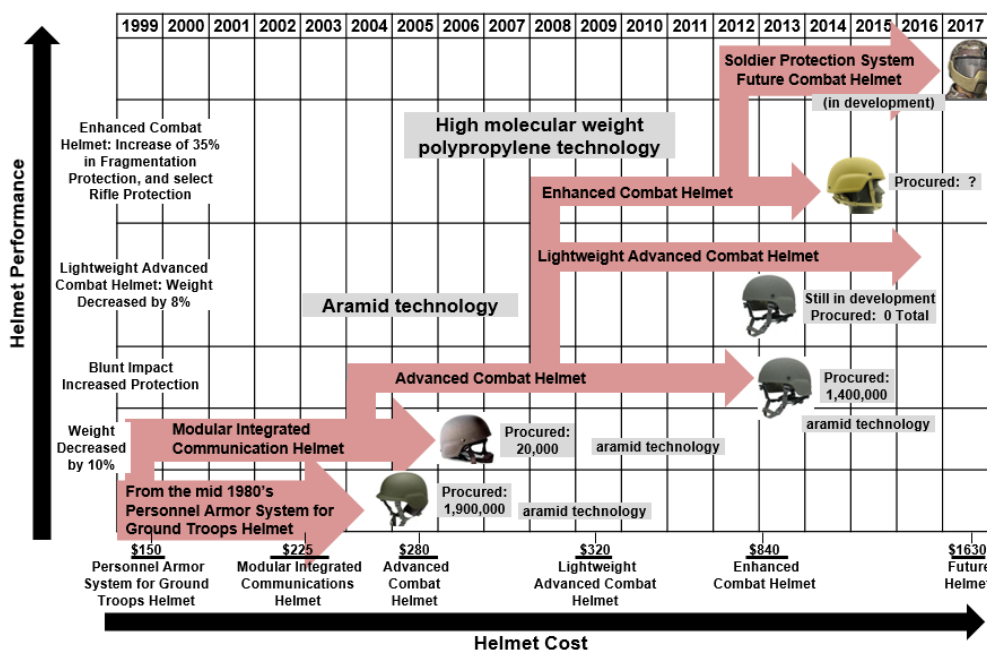 1999 2000 2001 2002 2003 2004 2005 2006 2007 2008 2009 2010 2011 2012 2013 2014 2015 2016 2017
Helmet Performance
Soldier Protection System
Future Combat Helmet
(in development)
Enhanced Combat
Helmet: Increase of 35%
in Fragmentation
Protection, and select
Rifle Protection
High molecular weight
polypropylene technology
Enhanced Combat Helmet
Procured: ?
Lightweight Advanced Combat Helmet
Lightweight Advanced
Combat Helmet: Weight
Decreased by 8%
Aramid technology
Still in development
Procured: 0 Total
Blunt Impact
Increased Protection
Advanced Combat Helmet
Procured:
1,400,000
aramid technology
Weight
Decreased
by 10%
Modular Integrated
Communication Helmet
Procured:
20,000
aramid technology
From the mid 1980's
Personnel Armor System for
Ground Troops Helmet
Procured:
1,900,000
aramid technology
$150
Personnel Armor
System for Ground
Troops Helmet
$225
Modular Integrated
Communications
Helmet
$280
Advanced
Combat Helmet
$320
Lightweight
Advanced Combat
Helmet
$840
Enhanced
Combat Helmet
$1630
Future
Helmet
Helmet Cost